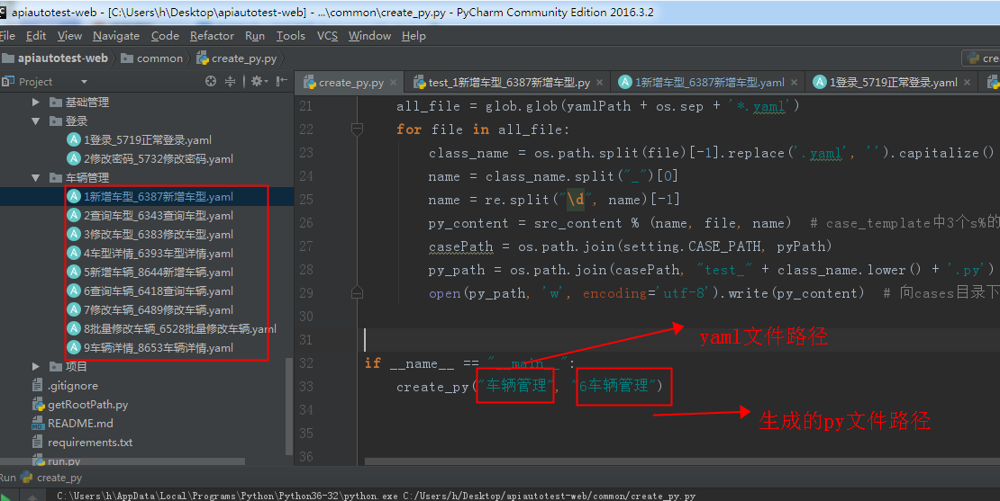 apiautotest-web - [C:\Users\h\Desktop\apiautotest-web] - ...\common\create_py.py - PyCharm Community Edition 2016.3.2
File Edit View Navigate Code Refactor Run Tools VCS Window Help
apiautotest-web common create_py.py cre
Project
create_py.py test_1新增车型_6387新增车型.py 1新增车型_6387新增车型.yaml 1登录_5719正常登录.yaml
基础管理
登录
1登录_5719正常登录.yaml
2修改密码_5732修改密码.yaml
车辆管理
1新增车型_6387新增车型.yaml
2查询车型_6343查询车型.yaml
3修改车型_6383修改车型.yaml
4车型详情_6393车型详情.yaml
5新增车辆_8644新增车辆.yaml
6查询车辆_6418查询车辆.yaml
7修改车辆_6489修改车辆.yaml
8批量修改车辆_6528批量修改车辆.yaml
9车辆详情_8653车辆详情.yaml
项目
.gitignore
getRootPath.py
README.md
requirements.txt
run.py
21 all_file = glob.glob(yamlPath + os.sep + '*.yaml')
22 for file in all_file:
23 class_name = os.path.split(file)[-1].replace('.yaml', '').capitalize()
24 name = class_name.split("_")[0]
25 name = re.split("\d", name)[-1]
26 py_content = src_content % (name, file, name) # case_template中3个s%的
27 casePath = os.path.join(setting.CASE_PATH, pyPath)
28 py_path = os.path.join(casePath, "test_" + class_name.lower() + '.py')
29 open(py_path, 'w', encoding='utf-8').write(py_content) # 向cases目录下
30
31
yaml文件路径
32 if __name__ == "__main__":
33 create_py("车辆管理", "6车辆管理")
34
生成的py文件路径
35
36
Run create_py
C:\Users\h\AppData\Local\Programs\Python\Python36-32\python.exe C:/Users/h/Desktop/apiautotest-web/common/create_py.py